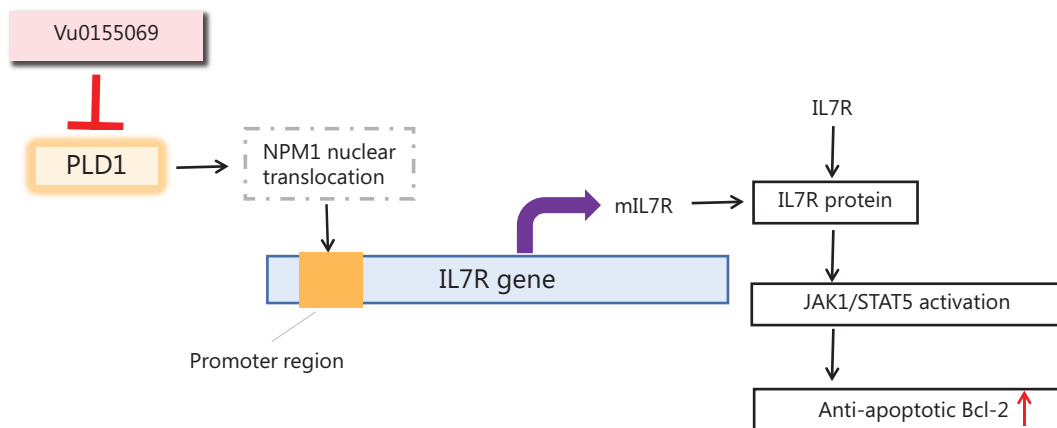 Vu0155069
PLD1
NPM1 nuclear
translocation
IL7R gene
Promoter region
mIL7R
IL7R
IL7R protein
JAK1/STAT5 activation
Anti-apoptotic Bcl-2